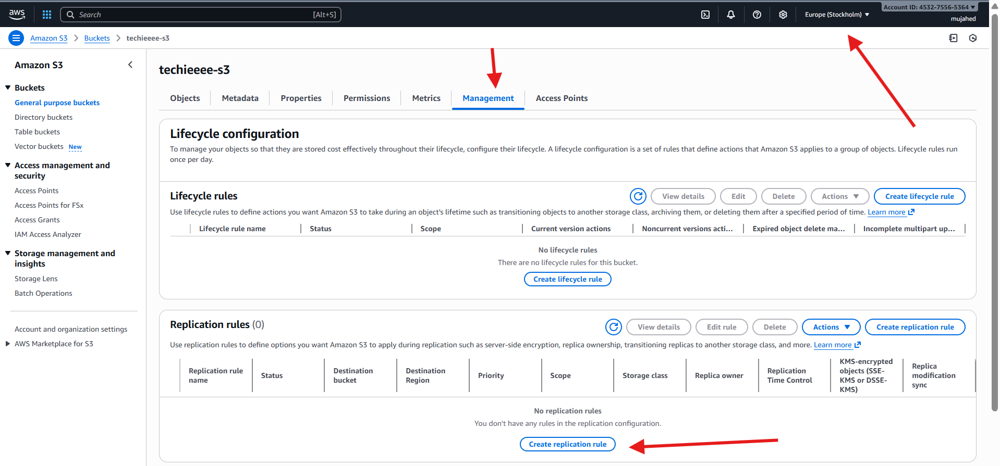 aws
Search
[Alt+S]
Europe (Stockholm)
Account ID: 4532-7556-5364
mujahed
Amazon S3
Buckets
techieeee-s3
Amazon S3
Buckets
General purpose buckets
Directory buckets
Table buckets
Vector buckets New
Access management and
security
Access Points
Access Points for FSx
Access Grants
IAM Access Analyzer
Storage management and
insights
Storage Lens
Batch Operations
Account and organization settings
AWS Marketplace for S3
techieeee-s3
Objects
Metadata
Properties
Permissions
Metrics
Management
Access Points
Lifecycle configuration
To manage your objects so that they are stored cost effectively throughout their lifecycle, configure their lifecycle. A lifecycle configuration is a set of rules that define actions that Amazon S3 applies to a group of objects. Lifecycle rules run
once per day.
Lifecycle rules
View details
Edit
Delete
Actions
Create lifecycle rule
Use lifecycle rules to define actions you want Amazon S3 to take during an object's lifetime such as transitioning objects to another storage class, archiving them, or deleting them after a specified period of time. Learn more
Lifecycle rule name
Status
Scope
Current version actions
Noncurrent versions acti...
Expired object delete ma...
Incomplete multipart up...
No lifecycle rules
There are no lifecycle rules for this bucket.
Create lifecycle rule
Replication rules (0)
View details
Edit rule
Delete
Actions
Create replication rule
Use replication rules to define options you want Amazon S3 to apply during replication such as server-side encryption, replica ownership, transitioning replicas to another storage class, and more. Learn more
Replication rule
name
Status
Destination
bucket
Destination
Region
Priority
Scope
Storage class
Replica owner
Replication
Time Control
KMS-encrypted
objects (SSE-
KMS or DSSE-
KMS)
Replica
modification
sync
No replication rules
You don't have any rules in the replication configuration.
Create replication rule